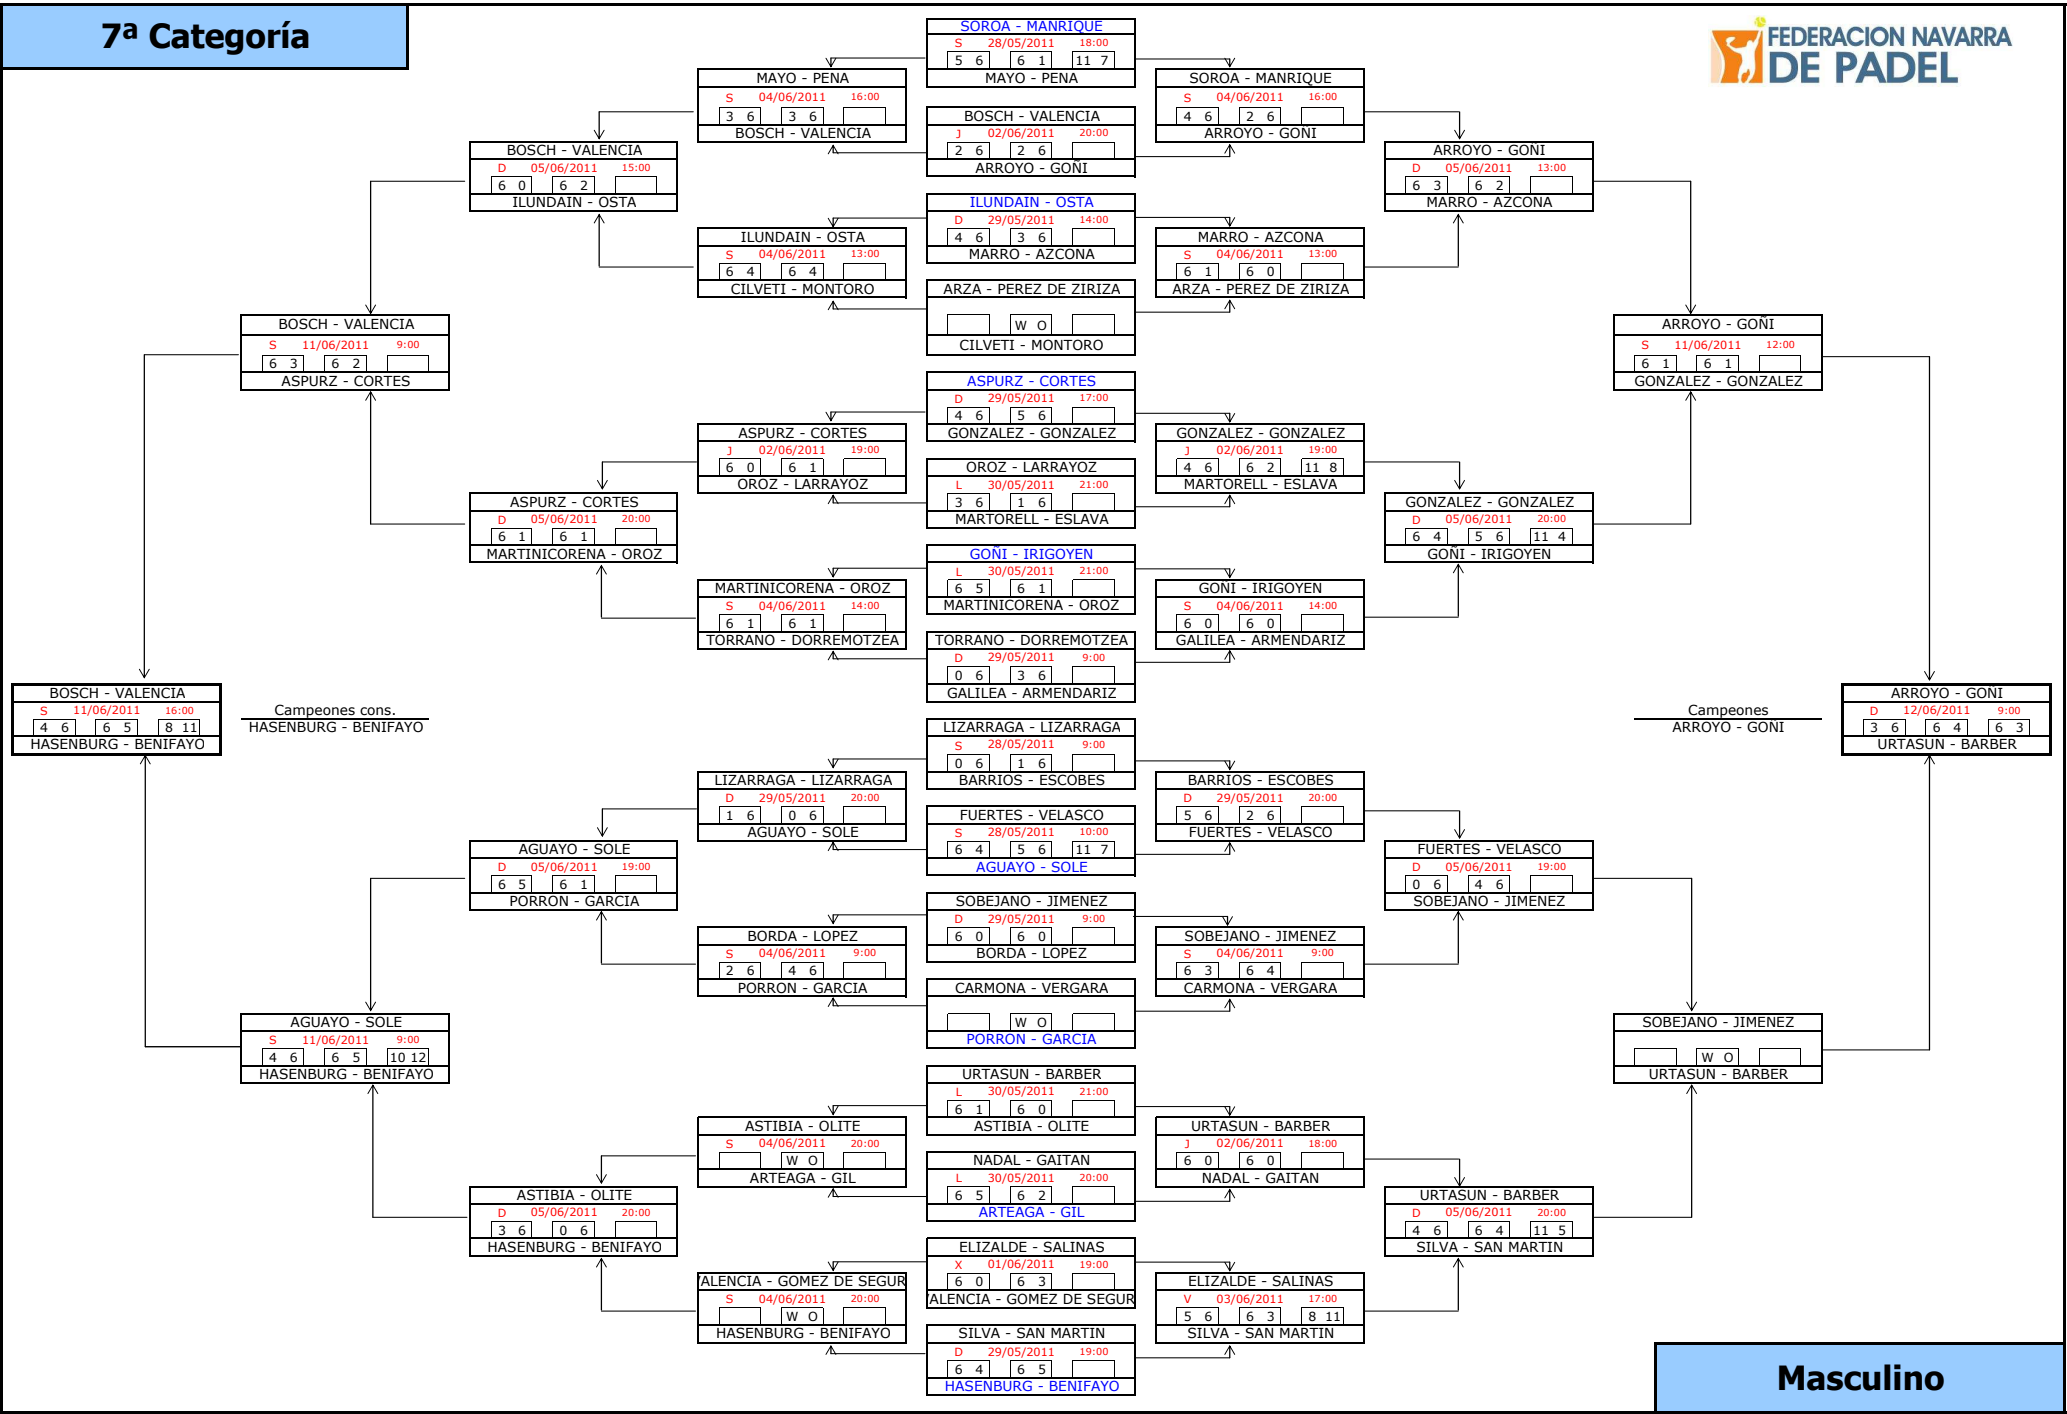 7ª Categoría
FEDERACION NAVARRA
DE PADEL
SOROA - MANRIQUE
S 28/05/2011 18:00
5 6 6 1 11 7
MAYO - PENA
BOSCH - VALENCIA
J 02/06/2011 20:00
2 6 2 6
ARROYO - GOÑI
ILUNDAIN - OSTA
D 29/05/2011 14:00
4 6 3 6
MARRO - AZCONA
ARZA - PEREZ DE ZIRIZA
W O
CILVETI - MONTORO
ASPURZ - CORTES
D 29/05/2011 17:00
4 6 5 6
GONZALEZ - GONZALEZ
OROZ - LARRAYOZ
L 30/05/2011 21:00
3 6 1 6
MARTORELL - ESLAVA
GOÑI - IRIGOYEN
L 30/05/2011 21:00
6 5 6 1
MARTINICORENA - OROZ
TORRANO - DORREMOTZEA
D 29/05/2011 9:00
0 6 3 6
GALILEA - ARMENDARIZ
LIZARRAGA - LIZARRAGA
S 28/05/2011 9:00
0 6 1 6
BARRIOS - ESCOBES
FUERTES - VELASCO
S 28/05/2011 10:00
6 4 5 6 11 7
AGUAYO - SOLE
SOBEJANO - JIMENEZ
D 29/05/2011 9:00
6 0 6 0
BORDA - LOPEZ
CARMONA - VERGARA
W O
PORRON - GARCIA
URTASUN - BARBER
L 30/05/2011 21:00
6 1 6 0
ASTIBIA - OLITE
NADAL - GAITAN
L 30/05/2011 20:00
6 5 6 2
ARTEAGA - GIL
ELIZALDE - SALINAS
X 01/06/2011 19:00
6 0 6 3
ALENCIA - GOMEZ DE SEGUR
SILVA - SAN MARTIN
D 29/05/2011 19:00
6 4 6 5
HASENBURG - BENIFAYO
MAYO - PENA
S 04/06/2011 16:00
3 6 3 6
BOSCH - VALENCIA
ILUNDAIN - OSTA
S 04/06/2011 13:00
6 4 6 4
CILVETI - MONTORO
ASPURZ - CORTES
J 02/06/2011 19:00
6 0 6 1
OROZ - LARRAYOZ
MARTINICORENA - OROZ
S 04/06/2011 14:00
6 1 6 1
TORRANO - DORREMOTZEA
LIZARRAGA - LIZARRAGA
D 29/05/2011 20:00
1 6 0 6
AGUAYO - SOLE
BORDA - LOPEZ
S 04/06/2011 9:00
2 6 4 6
PORRON - GARCIA
ASTIBIA - OLITE
S 04/06/2011 20:00
W O
ARTEAGA - GIL
ALENCIA - GOMEZ DE SEGUR
S 04/06/2011 20:00
W O
HASENBURG - BENIFAYO
BOSCH - VALENCIA
D 05/06/2011 15:00
6 0 6 2
ILUNDAIN - OSTA
ASPURZ - CORTES
D 05/06/2011 20:00
6 1 6 1
MARTINICORENA - OROZ
AGUAYO - SOLE
D 05/06/2011 19:00
6 5 6 1
PORRON - GARCIA
ASTIBIA - OLITE
D 05/06/2011 20:00
3 6 0 6
HASENBURG - BENIFAYO
BOSCH - VALENCIA
S 11/06/2011 9:00
6 3 6 2
ASPURZ - CORTES
AGUAYO - SOLE
S 11/06/2011 9:00
4 6 6 5 10 12
HASENBURG - BENIFAYO
BOSCH - VALENCIA
S 11/06/2011 16:00
4 6 6 5 8 11
HASENBURG - BENIFAYO
Campeones cons.
HASENBURG - BENIFAYO
SOROA - MANRIQUE
S 04/06/2011 16:00
4 6 2 6
ARROYO - GOÑI
MARRO - AZCONA
S 04/06/2011 13:00
6 1 6 0
ARZA - PEREZ DE ZIRIZA
GONZALEZ - GONZALEZ
J 02/06/2011 19:00
4 6 6 2 11 8
MARTORELL - ESLAVA
GOÑI - IRIGOYEN
S 04/06/2011 14:00
6 0 6 0
GALILEA - ARMENDARIZ
BARRIOS - ESCOBES
D 29/05/2011 20:00
5 6 2 6
FUERTES - VELASCO
SOBEJANO - JIMENEZ
S 04/06/2011 9:00
6 3 6 4
CARMONA - VERGARA
URTASUN - BARBER
J 02/06/2011 18:00
6 0 6 0
NADAL - GAITAN
ELIZALDE - SALINAS
V 03/06/2011 17:00
5 6 6 3 8 11
SILVA - SAN MARTIN
ARROYO - GOÑI
D 05/06/2011 13:00
6 3 6 2
MARRO - AZCONA
GONZALEZ - GONZALEZ
D 05/06/2011 20:00
6 4 5 6 11 4
GOÑI - IRIGOYEN
FUERTES - VELASCO
D 05/06/2011 19:00
0 6 4 6
SOBEJANO - JIMENEZ
URTASUN - BARBER
D 05/06/2011 20:00
4 6 6 4 11 5
SILVA - SAN MARTIN
ARROYO - GOÑI
S 11/06/2011 12:00
6 1 6 1
GONZALEZ - GONZALEZ
SOBEJANO - JIMENEZ
W O
URTASUN - BARBER
Campeones
ARROYO - GOÑI
ARROYO - GOÑI
D 12/06/2011 9:00
3 6 6 4 6 3
URTASUN - BARBER
Masculino